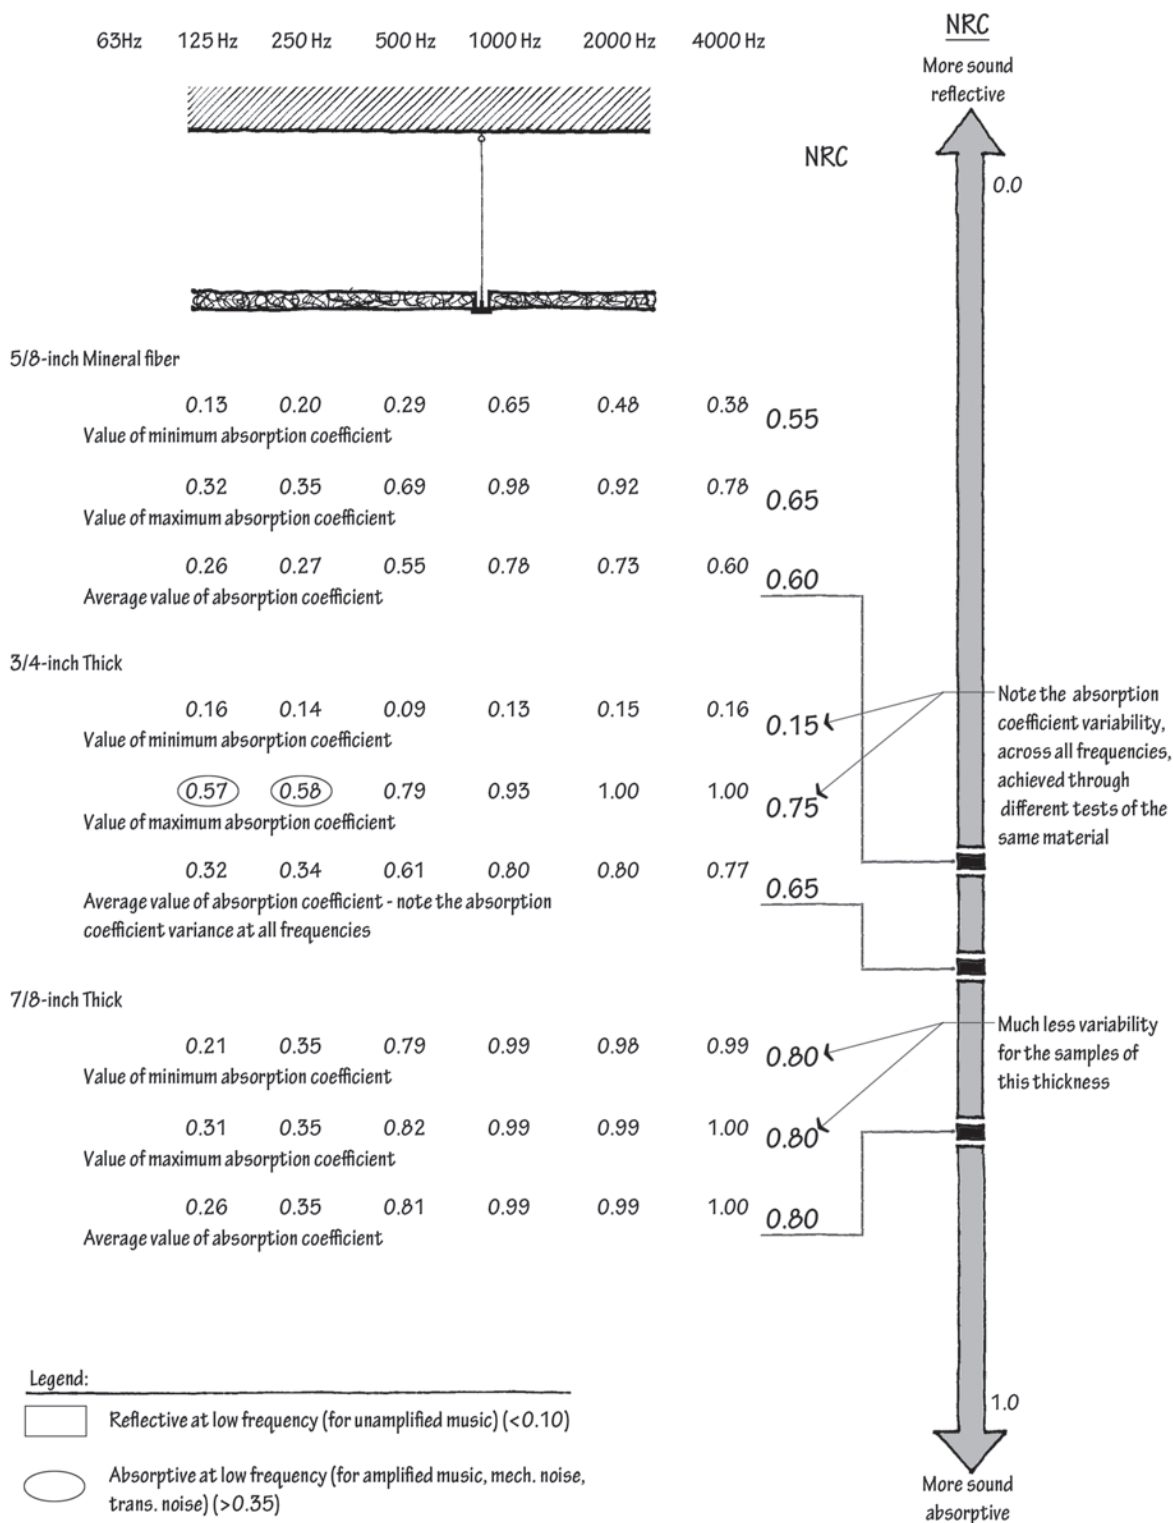 63Hz 125 Hz 250 Hz 500 Hz 1000 Hz 2000 Hz 4000 Hz
NRC
More sound
reflective
NRC
0.0
5/8-inch Mineral fiber
0.13 0.20 0.29 0.65 0.48 0.38 0.55
Value of minimum absorption coefficient
0.32 0.35 0.69 0.98 0.92 0.78 0.65
Value of maximum absorption coefficient
0.26 0.27 0.55 0.78 0.73 0.60 0.60
Average value of absorption coefficient
3/4-inch Thick
0.16 0.14 0.09 0.13 0.15 0.16 0.15
Value of minimum absorption coefficient
0.57 0.58 0.79 0.93 1.00 1.00 0.75
Value of maximum absorption coefficient
0.32 0.34 0.61 0.80 0.80 0.77 0.65
Average value of absorption coefficient - note the absorption
coefficient variance at all frequencies
Note the absorption
coefficient variability,
across all frequencies,
achieved through
different tests of the
same material
7/8-inch Thick
0.21 0.35 0.79 0.99 0.98 0.99 0.80
Value of minimum absorption coefficient
0.31 0.35 0.82 0.99 0.99 1.00 0.80
Value of maximum absorption coefficient
0.26 0.35 0.81 0.99 0.99 1.00 0.80
Average value of absorption coefficient
Much less variability
for the samples of
this thickness
Legend:
Reflective at low frequency (for unamplified music) (<0.10)
Absorptive at low frequency (for amplified music, mech. noise,
trans. noise) (>0.35)
1.0
More sound
absorptive